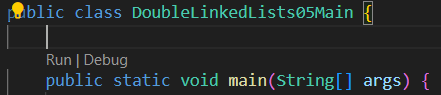 public class DoubleLinkedLists05Main {
Run | Debug
public static void main(String[] args) {